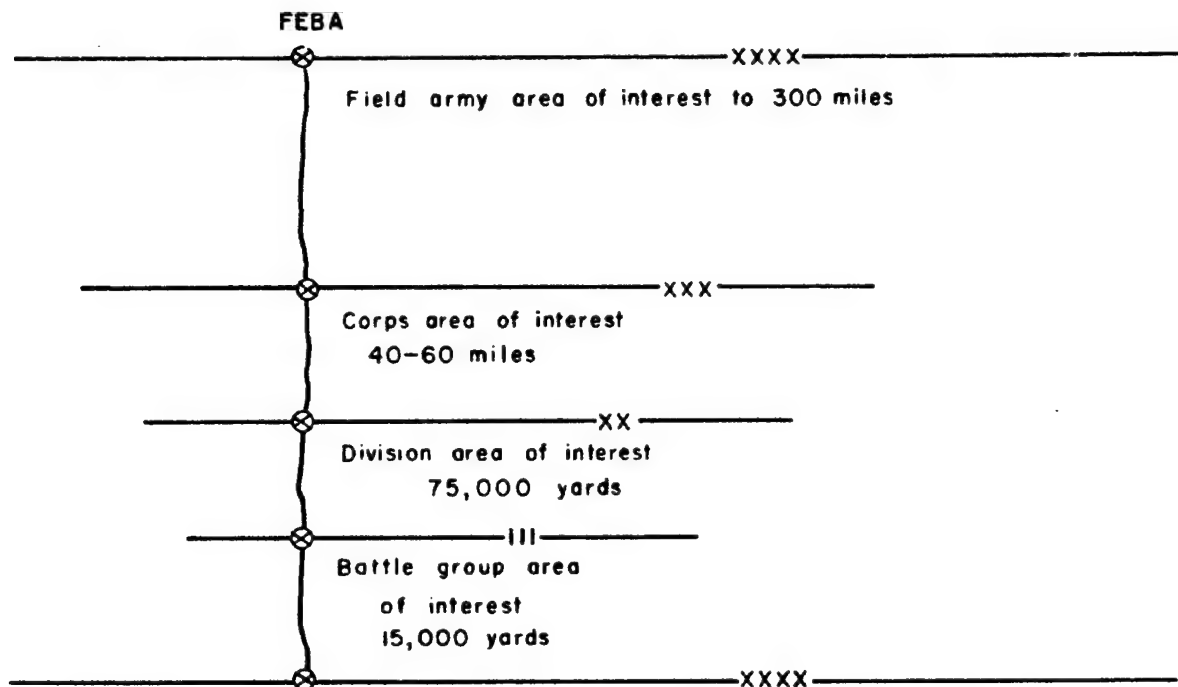 FEBA
XXXX
Field army area of interest to 300 miles
XXX
Corps area of interest
40-60 miles
XX
Division area of interest
75,000 yards
III
Battle group area
of interest
15,000 yards
XXXX